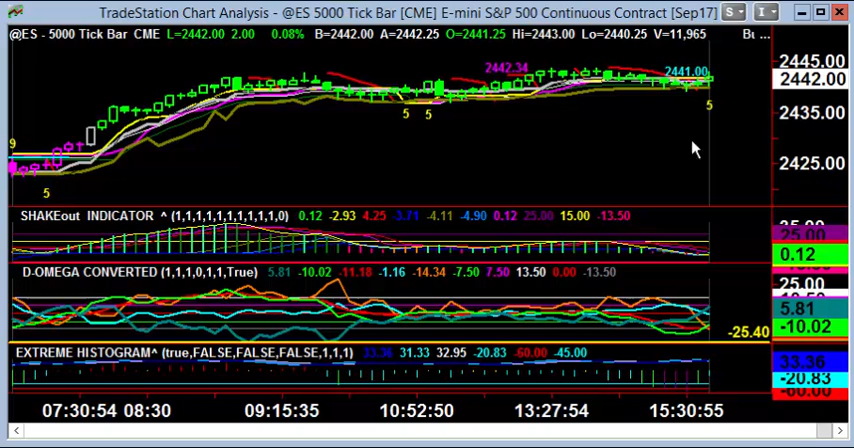 TradeStation Chart Analysis - @ES 5000 Tick Bar [CME] E-mini S&P 500 Continuous Contract [Sep17]
S
I
@ES - 5000 Tick Bar CME L=2442.00 2.00 0.08% B=2442.00 A=2442.25 O=2441.25 Hi=2443.00 Lo=2440.25 V=11,965 ...
2445.00
2442.34
2441.00
2442.00
5
5 5
2435.00
9
2425.00
5
SHAKEout INDICATOR ^ (1,1,1,1,1,1,1,1,1,1,0) 0.12 -2.93 4.25 -3.71 -4.11 -4.90 0.12 25.00 15.00 -13.50
25.00
0.12
D-OMEGA CONVERTED (1,1,1,0,1,1,True) 5.81 -10.02 -11.18 -1.16 -14.34 -7.50 7.50 13.50 0.00 -13.50
25.00
5.81
-10.02
-25.40
EXTREME HISTOGRAM^ (true,FALSE,FALSE,FALSE,1,1,1) 33.36 31.33 32.95 -20.83 -60.00 -45.00
33.36
-20.83
07:30:54 08:30 09:15:35 10:52:50 13:27:54 15:30:55